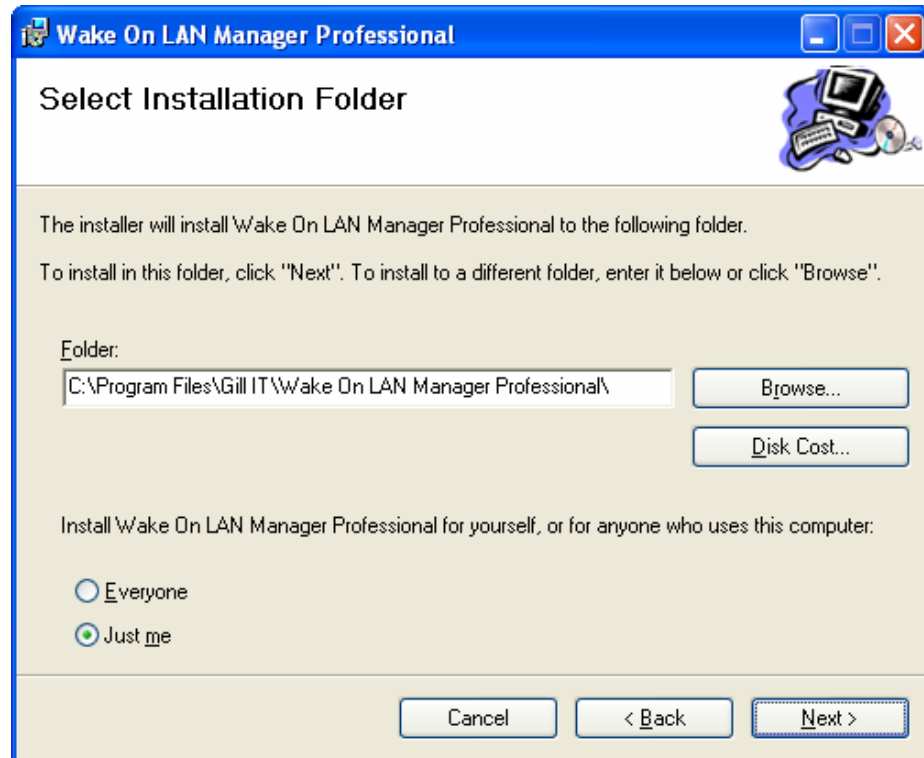 Wake On LAN Manager Professional
Select Installation Folder
The installer will install Wake On LAN Manager Professional to the following folder.
To install in this folder, click "Next". To install to a different folder, enter it below or click "Browse".
Folder:
C:\Program Files\Gill IT\Wake On LAN Manager Professional\
Browse...
Disk Cost...
Install Wake On LAN Manager Professional for yourself, or for anyone who uses this computer:
Everyone
Just me
Cancel
< Back
Next >